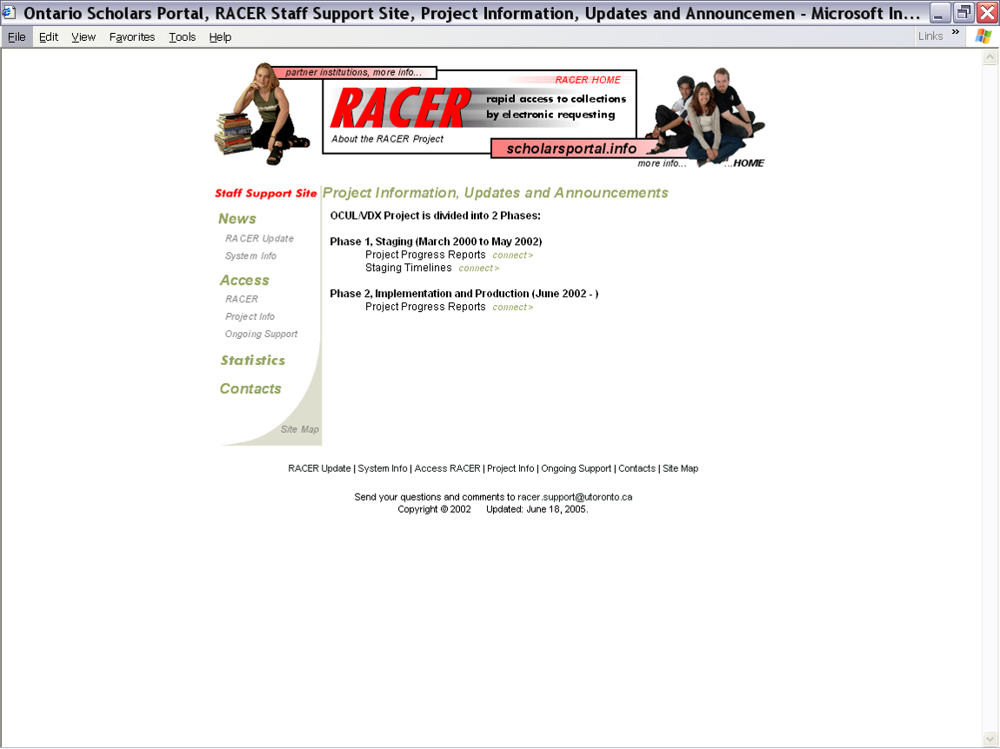 Ontario Scholars Portal, RACER Staff Support Site, Project Information, Updates and Announcemen - Microsoft In...
File Edit View Favorites Tools Help Links »
partner institutions, more info...
RACER HOME
RACER
rapid access to collections
by electronic requesting
About the RACER Project
scholarsportal.info
more info... ...HOME
Staff Support Site
Project Information, Updates and Announcements
News
RACER Update
System Info
Access
RACER
Project Info
Ongoing Support
Statistics
Contacts
Site Map
OCUL/VDX Project is divided into 2 Phases:
Phase 1, Staging (March 2000 to May 2002)
Project Progress Reports connect>
Staging Timelines connect>
Phase 2, Implementation and Production (June 2002 - )
Project Progress Reports connect>
RACER Update | System Info | Access RACER | Project Info | Ongoing Support | Contacts | Site Map
Send your questions and comments to racer.support@utoronto.ca
Copyright © 2002 Updated: June 18, 2005.